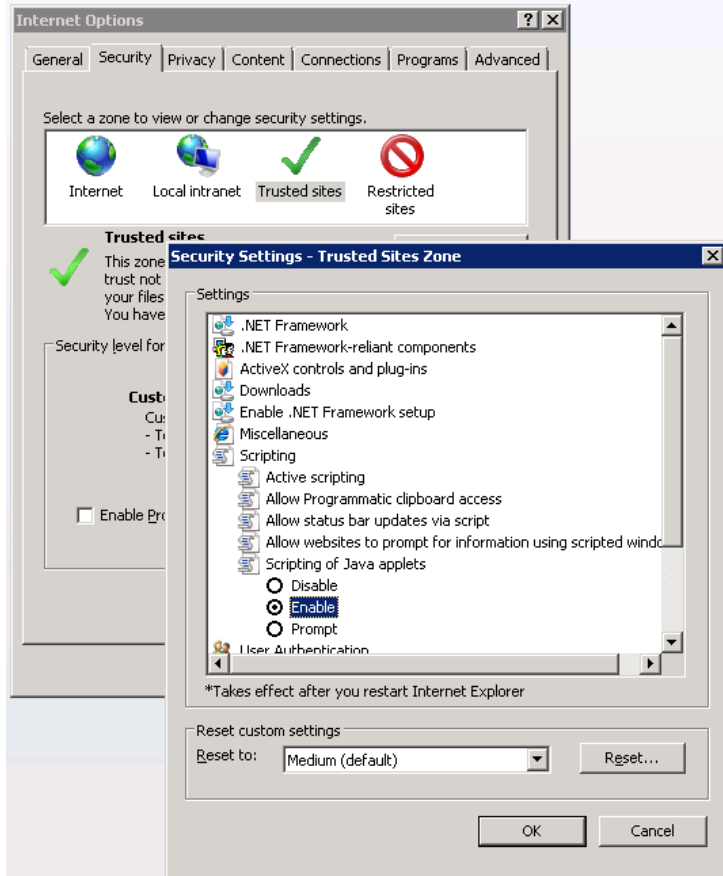 Internet Options
General Security Privacy Content Connections Programs Advanced
Select a zone to view or change security settings.
Internet Local intranet Trusted sites Restricted sites
Trusted sites
This zone
trust not
your files
You have
Security level for
Cust
Cu
- T
- T
Enable Pro
Security Settings - Trusted Sites Zone
Settings
.NET Framework
.NET Framework-reliant components
ActiveX controls and plug-ins
Downloads
Enable .NET Framework setup
Miscellaneous
Scripting
Active scripting
Allow Programmatic clipboard access
Allow status bar updates via script
Allow websites to prompt for information using scripted windo
Scripting of Java applets
Disable
Enable
Prompt
User Authentication
*Takes effect after you restart Internet Explorer
Reset custom settings
Reset to: Medium (default) Reset...
OK Cancel